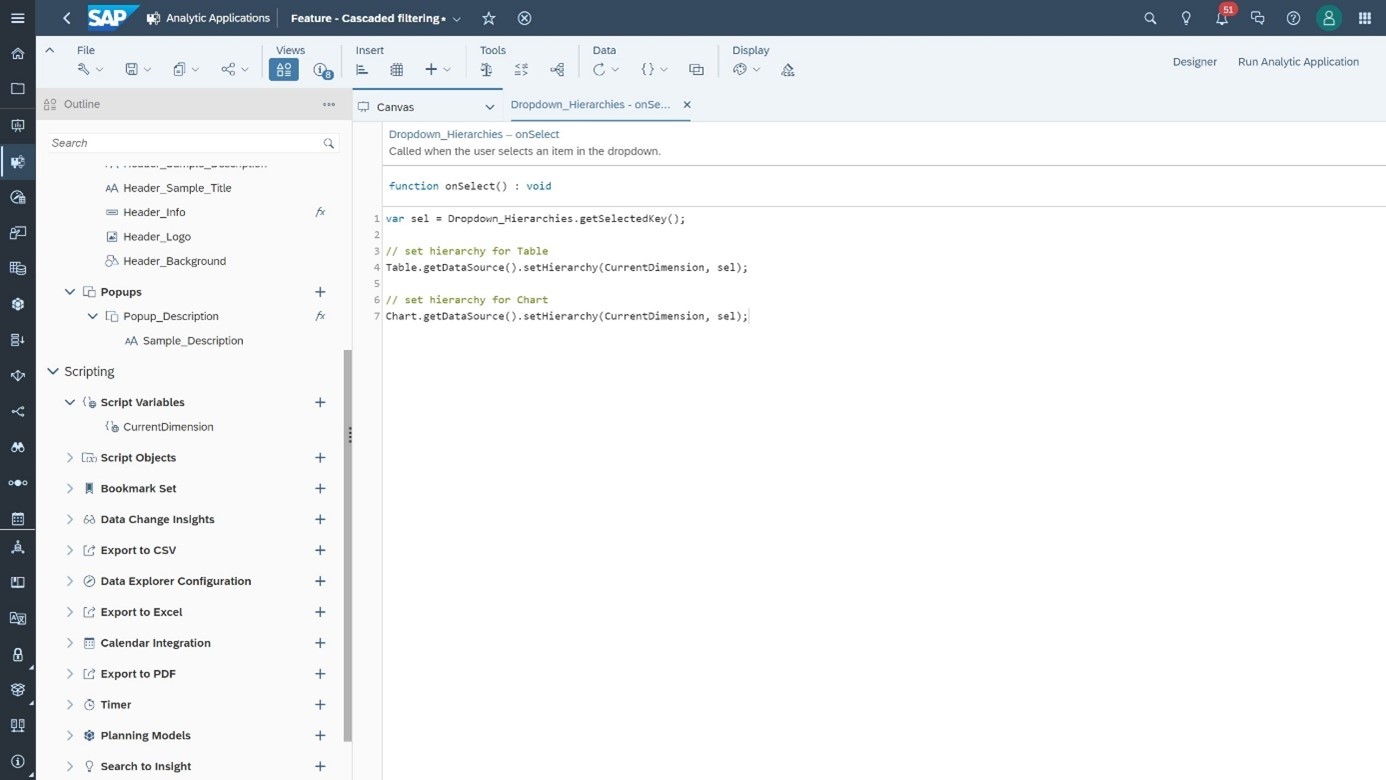 SAP Analytic Applications Feature - Cascaded filtering* 51
File Views Insert Tools Data Display
8
Designer Run Analytic Application
Outline
Canvas
Dropdown_Hierarchies - onSe...
Search
Dropdown_Hierarchies – onSelect
Called when the user selects an item in the dropdown.
function onSelect() : void
1 var sel = Dropdown_Hierarchies.getSelectedKey();
2
3 // set hierarchy for Table
4 Table.getDataSource().setHierarchy(CurrentDimension, sel);
5
6 // set hierarchy for Chart
7 Chart.getDataSource().setHierarchy(CurrentDimension, sel);
Header_Sample_Description
Header_Sample_Title
Header_Info fx
Header_Logo
Header_Background
Popups
Popup_Description fx
Sample_Description
Scripting
Script Variables
CurrentDimension
Script Objects
Bookmark Set
Data Change Insights
Export to CSV
Data Explorer Configuration
Export to Excel
Calendar Integration
Export to PDF
Timer
Planning Models
Search to Insight